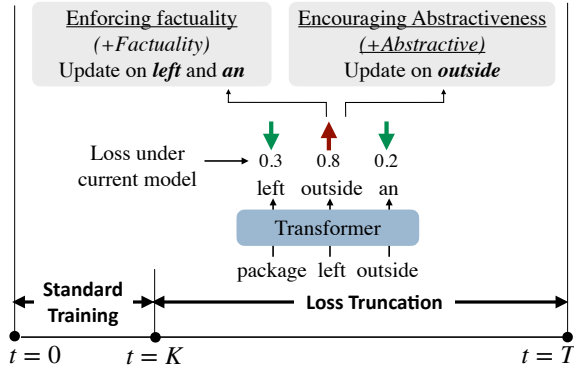 Enforcing factuality
(+Factuality)
Update on left and an
Encouraging Abstractiveness
(+Abstractive)
Update on outside
Loss under
current model
0.3 0.8 0.2
left outside an
Transformer
package left outside
Standard
Training
Loss Truncation
t = 0 t = K t = T